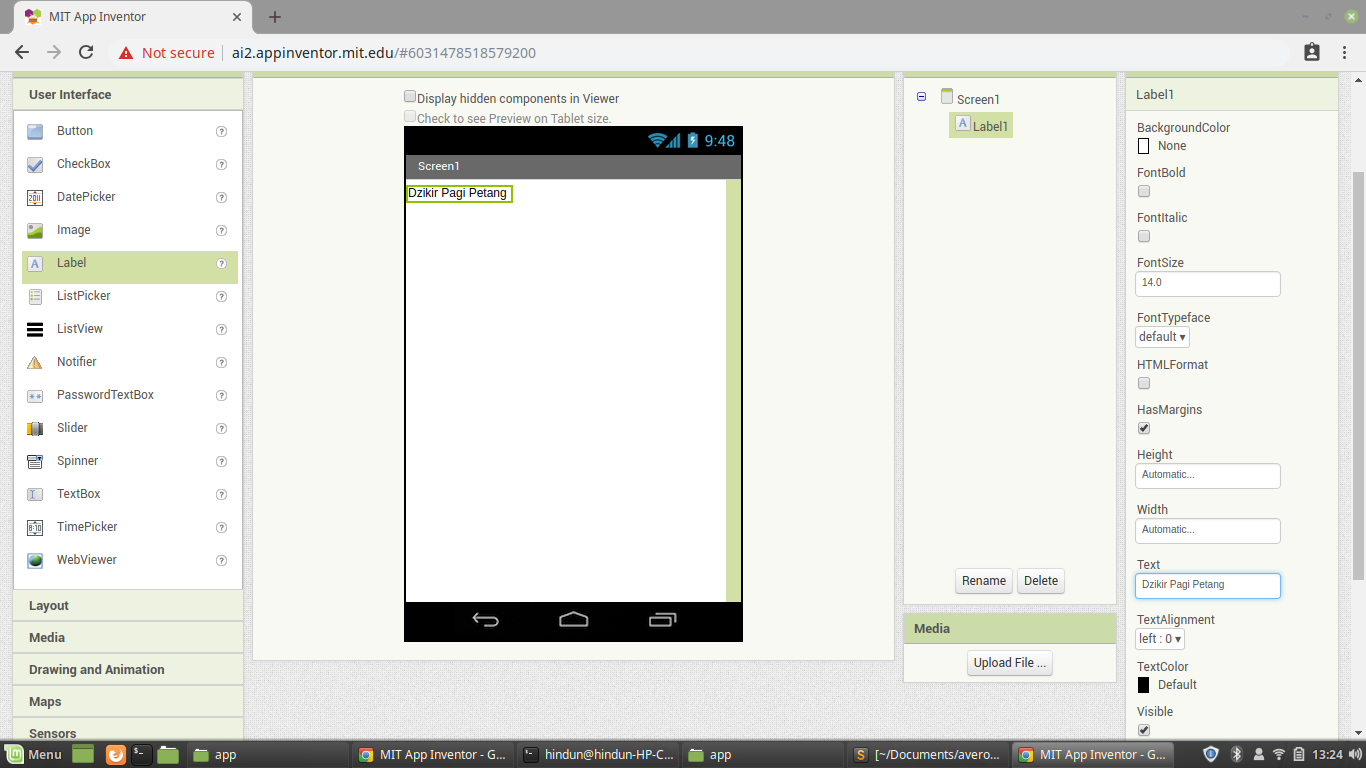 MIT App Inventor
Not secure
ai2.appinventor.mit.edu/#6031478518579200
User Interface
Button ?
CheckBox ?
DatePicker ?
Image ?
Label ?
ListPicker ?
ListView ?
Notifier ?
PasswordTextBox ?
Slider ?
Spinner ?
TextBox ?
TimePicker ?
WebViewer ?
Layout
Media
Drawing and Animation
Maps
Sensors
Display hidden components in Viewer
Check to see Preview on Tablet size.
9:48
Screen1
Dzikir Pagi Petang
Screen1
A Label1
Rename Delete
Media
Upload File ...
Label1
BackgroundColor
None
FontBold
FontItalic
FontSize
14.0
FontTypeface
default
HTMLFormat
HasMargins
Height
Automatic...
Width
Automatic...
Text
Dzikir Pagi Petang
TextAlignment
left : 0
TextColor
Default
Visible
Menu
app
MIT App Inventor - G...
hindun@hindun-HP-C...
app
[~/Documents/avero...
MIT App Inventor - G...
13:24